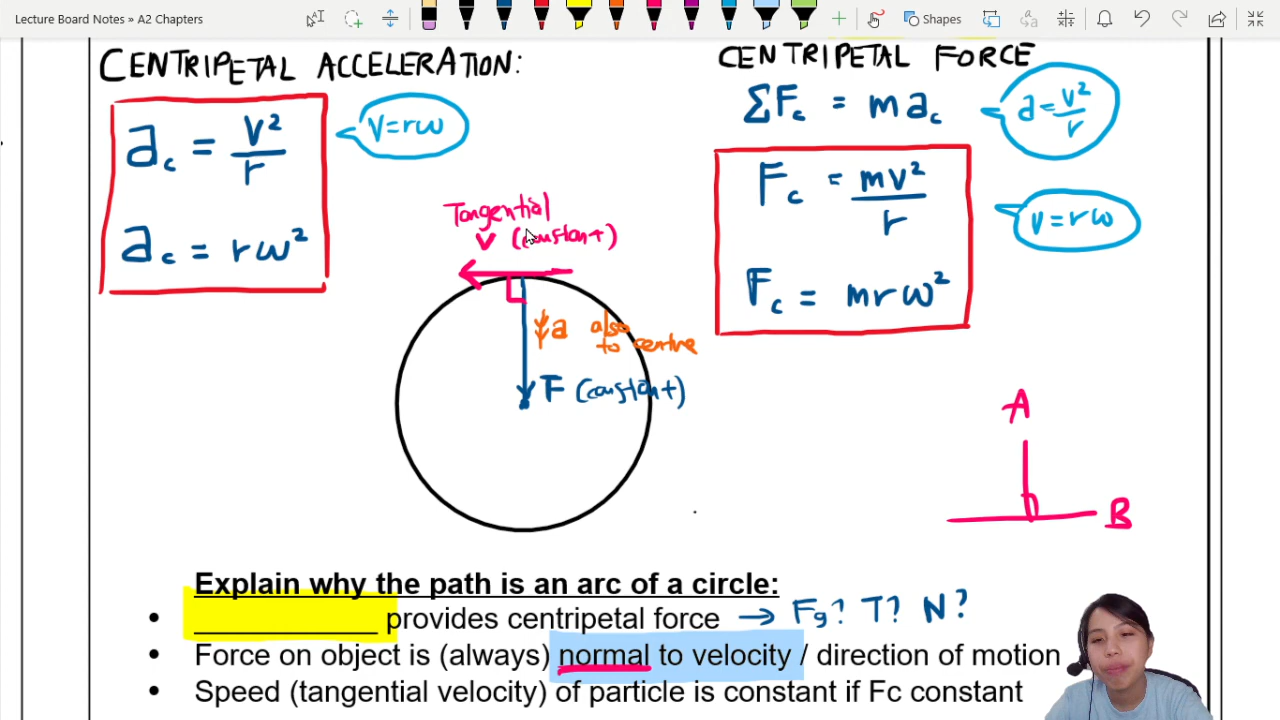 Lecture Board Notes » A2 Chapters
Shapes
CENTRIPETAL ACCELERATION:
a_c = v²/r
v=rω
a_c = rω²
CENTRIPETAL FORCE
ΣF_c = ma_c
a=v²/r
F_c = mv²/r
v=rω
F_c = mrω²
Tangential
v (constant)
a also to centre
F (constant)
A
B
Explain why the path is an arc of a circle:
• ____________ provides centripetal force → Fg? T? N?
• Force on object is (always) normal to velocity / direction of motion
• Speed (tangential velocity) of particle is constant if Fc constant